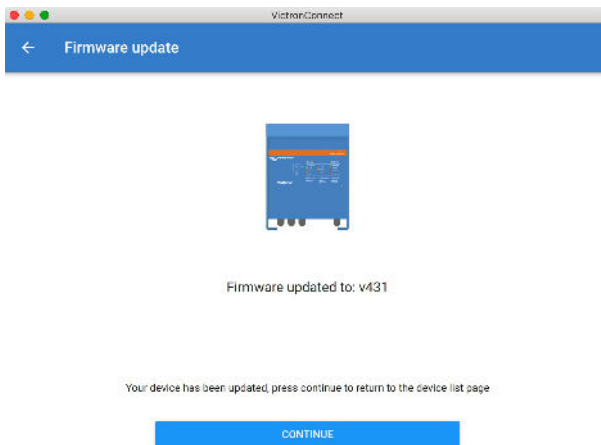 VictronConnect
Firmware update
Firmware updated to: v431
Your device has been updated, press continue to return to the device list page
CONTINUE